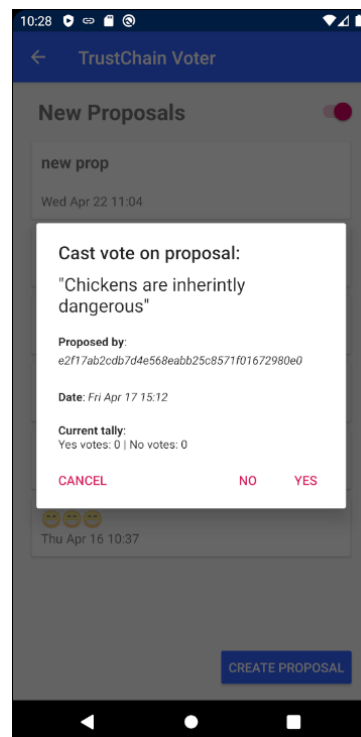 10:28
TrustChain Voter
New Proposals
new prop
Wed Apr 22 11:04
Cast vote on proposal:
"Chickens are inherintly
dangerous"
Proposed by:
e2f17ab2cdb7d4e568eabb25c8571f01672980e0
Date: Fri Apr 17 15:12
Current tally:
Yes votes: 0 | No votes: 0
CANCEL NO YES
😁😁😁
Thu Apr 16 10:37
CREATE PROPOSAL